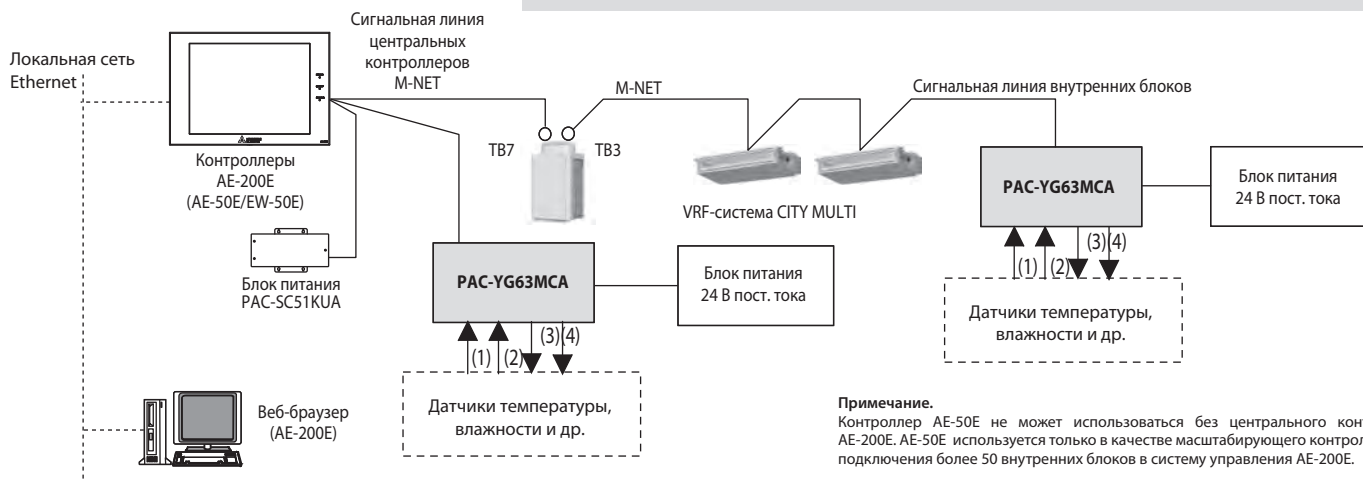 Локальная сеть
Ethernet
Сигнальная линия
центральных
контроллеров
M-NET
Контроллеры
AE-200E
(AE-50E/EW-50E)
Блок питания
PAC-SC51KUA
Веб-браузер
(AE-200E)
TB7
TB3
M-NET
VRF-система CITY MULTI
Сигнальная линия внутренних блоков
PAC-YG63MCA
Блок питания
24 В пост. тока
(1)
(2)
(3)
(4)
Датчики температуры,
влажности и др.
PAC-YG63MCA
Блок питания
24 В пост. тока
(1)
(2)
(3)
(4)
Датчики температуры,
влажности и др.
Примечание.
Контроллер AE-50E не может использоваться без центрального
AE-200E. AE-50E используется только в качестве масштабирующего
подключения более 50 внутренних блоков в систему управления AE-200E.